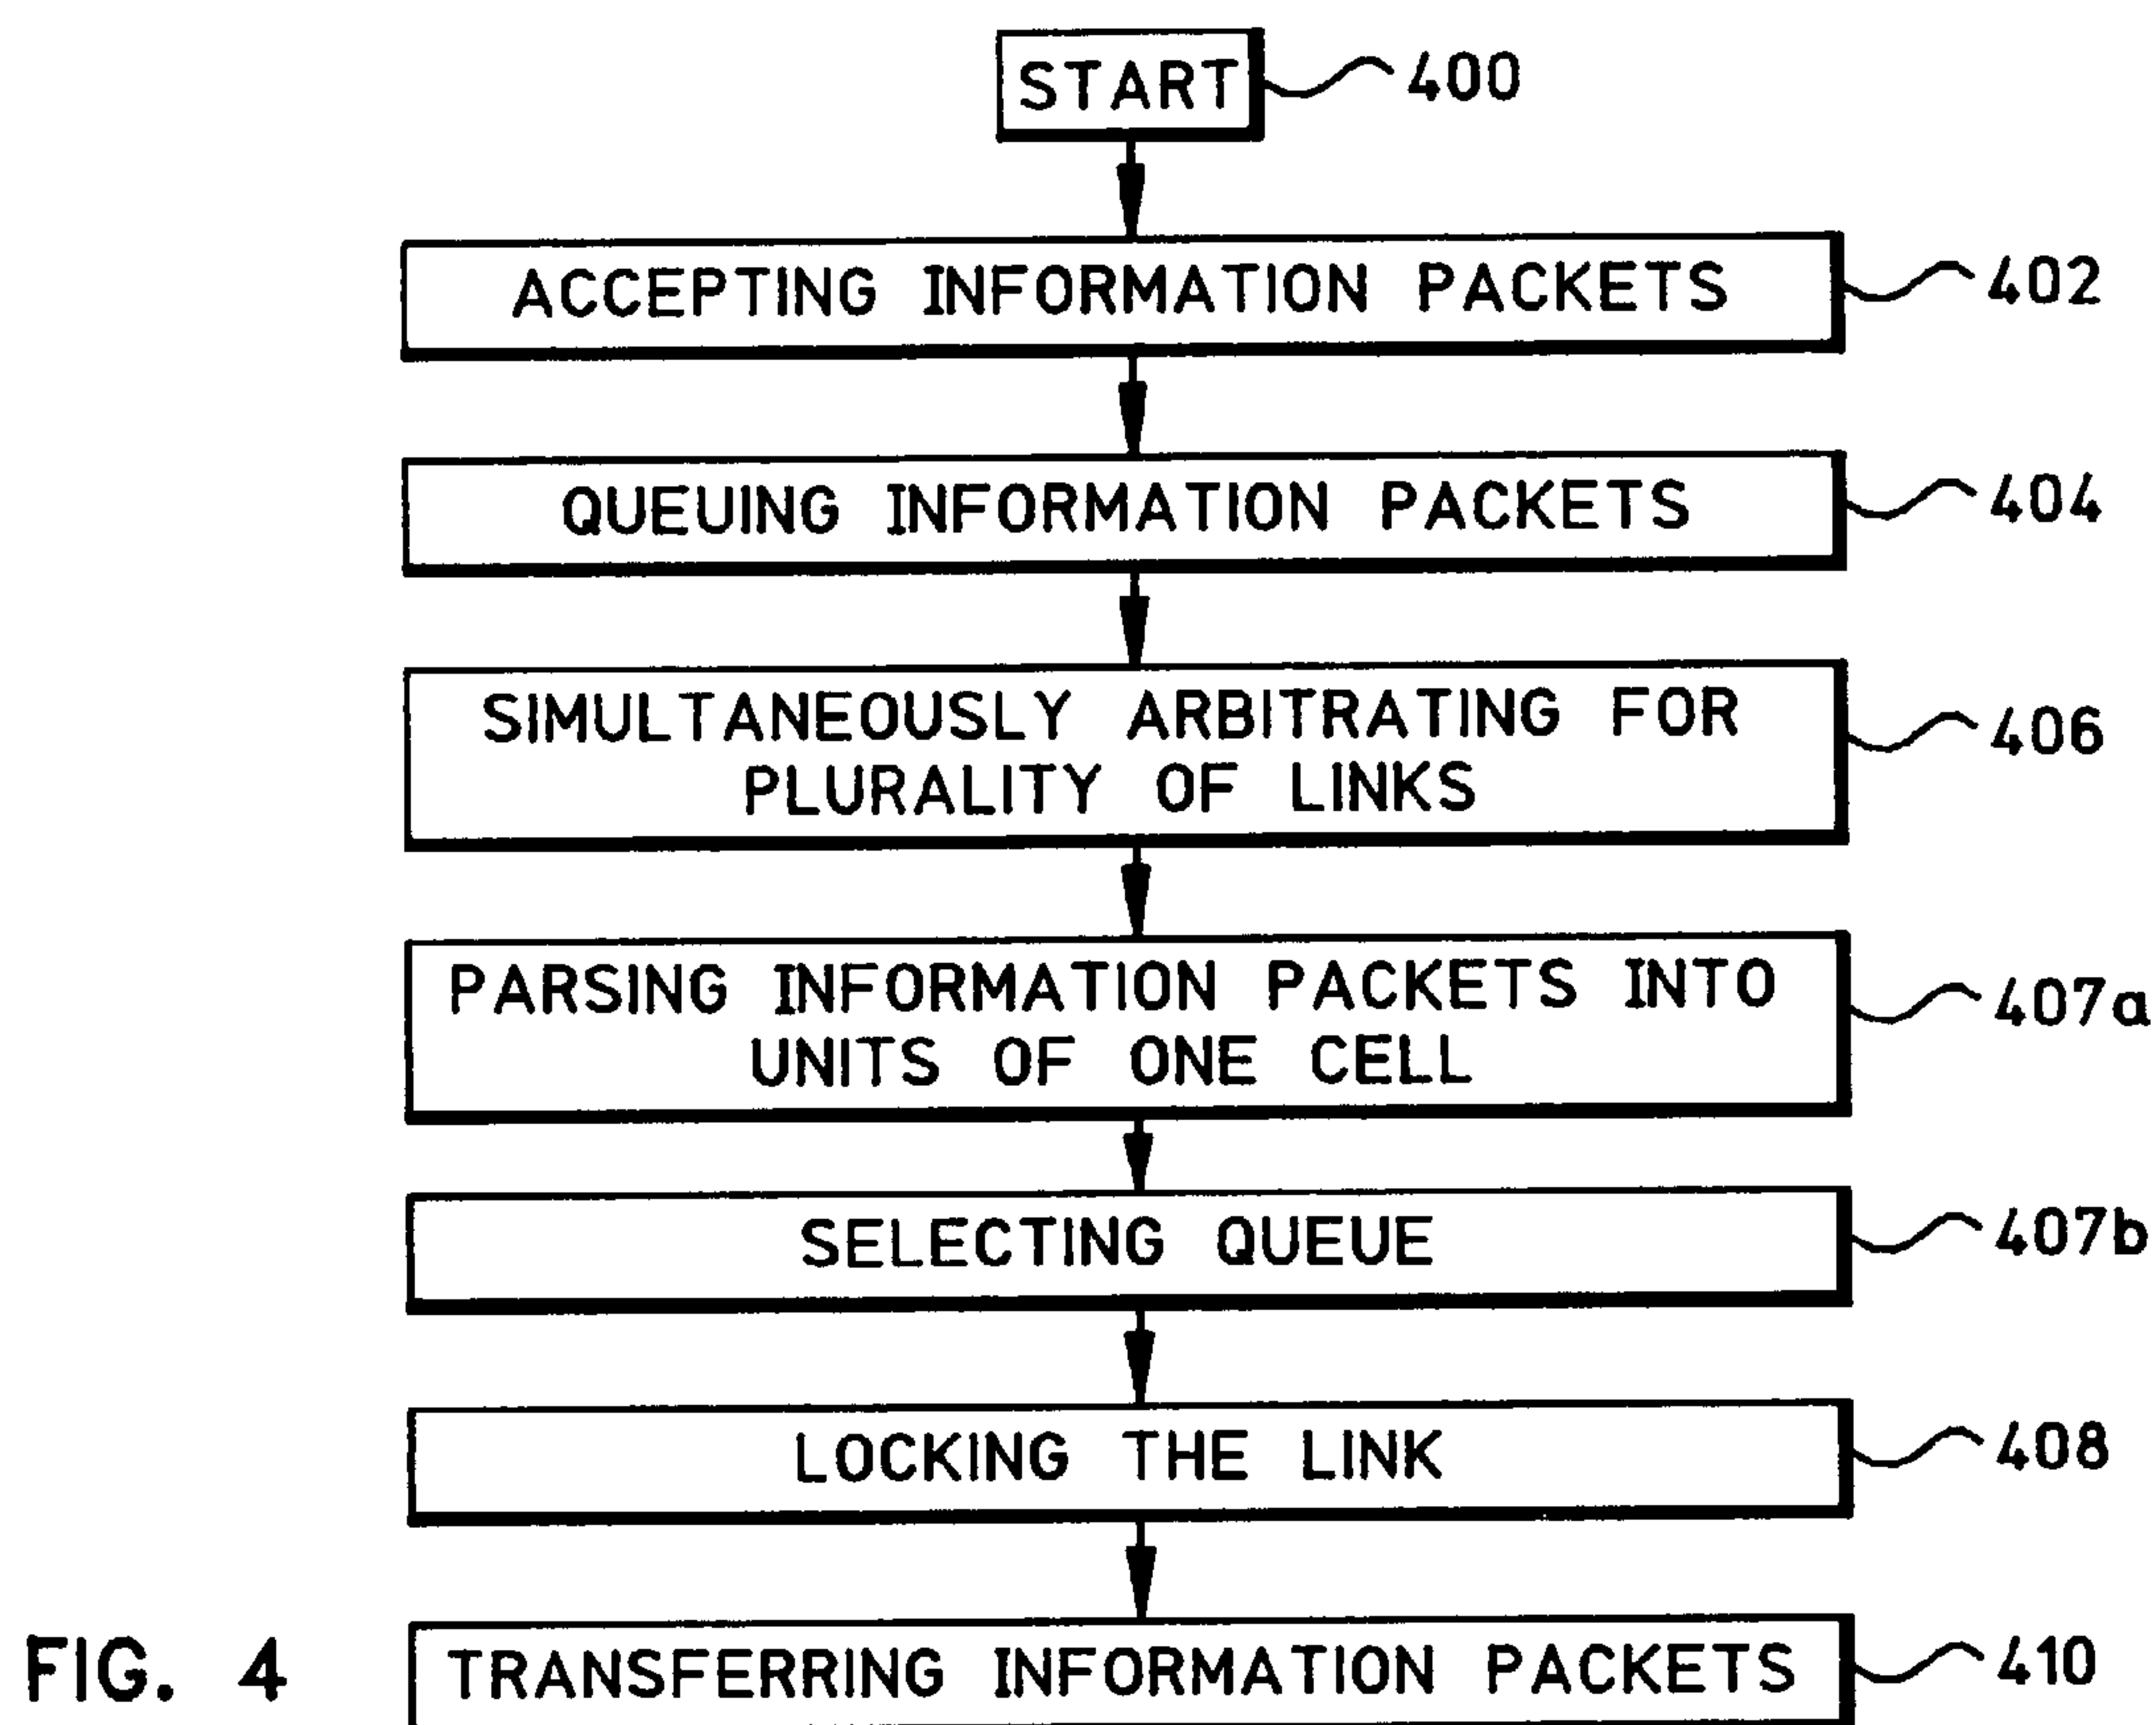 START 400
ACCEPTING INFORMATION PACKETS 402
QUEUING INFORMATION PACKETS 404
SIMULTANEOUSLY ARBITRATING FOR
PLURALITY OF LINKS 406
PARSING INFORMATION PACKETS INTO
UNITS OF ONE CELL 407a
SELECTING QUEUE 407b
LOCKING THE LINK 408
TRANSFERRING INFORMATION PACKETS 410
FIG. 4